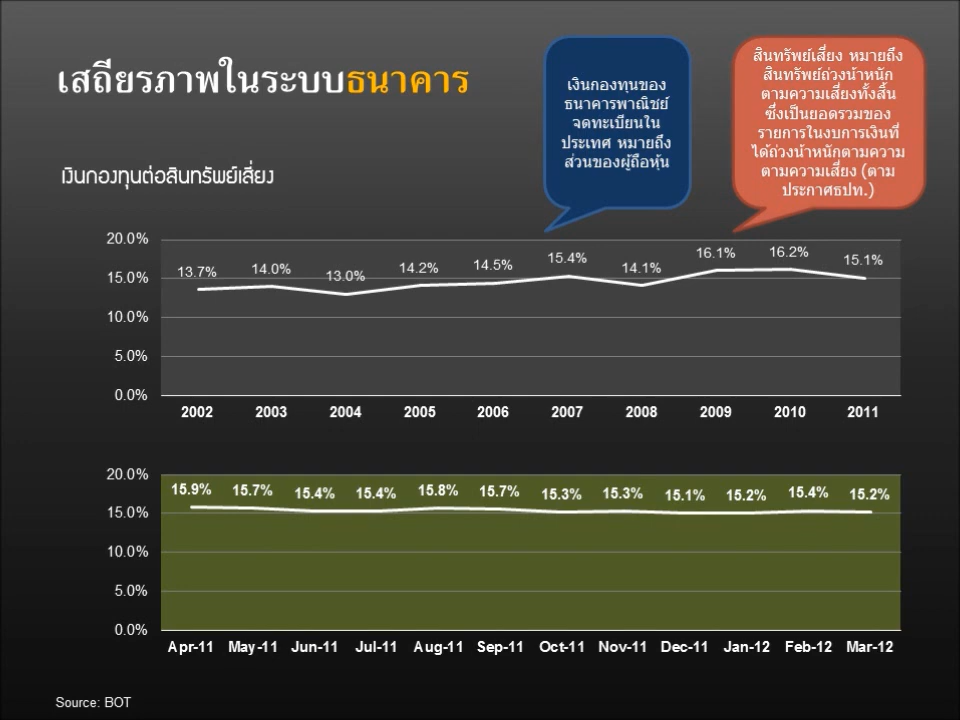 เสถียรภาพในระบบธนาคาร
เงินกองทุนของ
ธนาคารพาณิชย์
จดทะเบียนใน
ประเทศ หมายถึง
ส่วนของผู้ถือหุ้น
สินทรัพย์เสี่ยง หมายถึง
สินทรัพย์ถ่วงน้ำหนัก
ตามความเสี่ยงทั้งสิ้น
ซึ่งเป็นยอดรวมของ
รายการในงบการเงินที่
ได้ถ่วงน้ำหนักตามความ
ตามความเสี่ยง (ตาม
ประกาศธปท.)
เงินกองทุนต่อสินทรัพย์เสี่ยง
20.0%
15.0%
10.0%
5.0%
0.0%
13.7% 14.0% 13.0% 14.2% 14.5% 15.4% 14.1% 16.1% 16.2% 15.1%
2002 2003 2004 2005 2006 2007 2008 2009 2010 2011
20.0%
15.0%
10.0%
5.0%
0.0%
15.9% 15.7% 15.4% 15.4% 15.8% 15.7% 15.3% 15.3% 15.1% 15.2% 15.4% 15.2%
Apr-11 May-11 Jun-11 Jul-11 Aug-11 Sep-11 Oct-11 Nov-11 Dec-11 Jan-12 Feb-12 Mar-12
Source: BOT